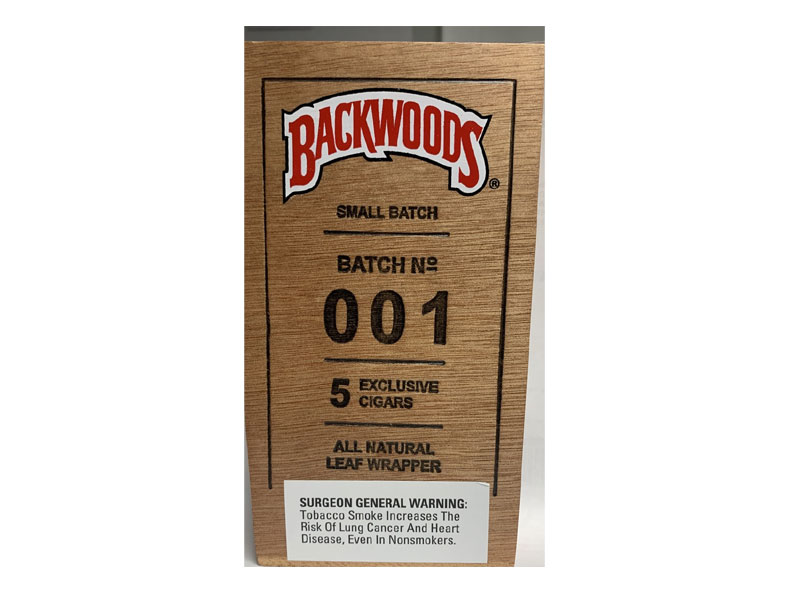 BACKWOODS®
SMALL BATCH
BATCH Nº
001
5 EXCLUSIVE
CIGARS
ALL NATURAL
LEAF WRAPPER
SURGEON GENERAL WARNING:
Tobacco Smoke Increases The
Risk Of Lung Cancer And Heart
Disease, Even In Nonsmokers.